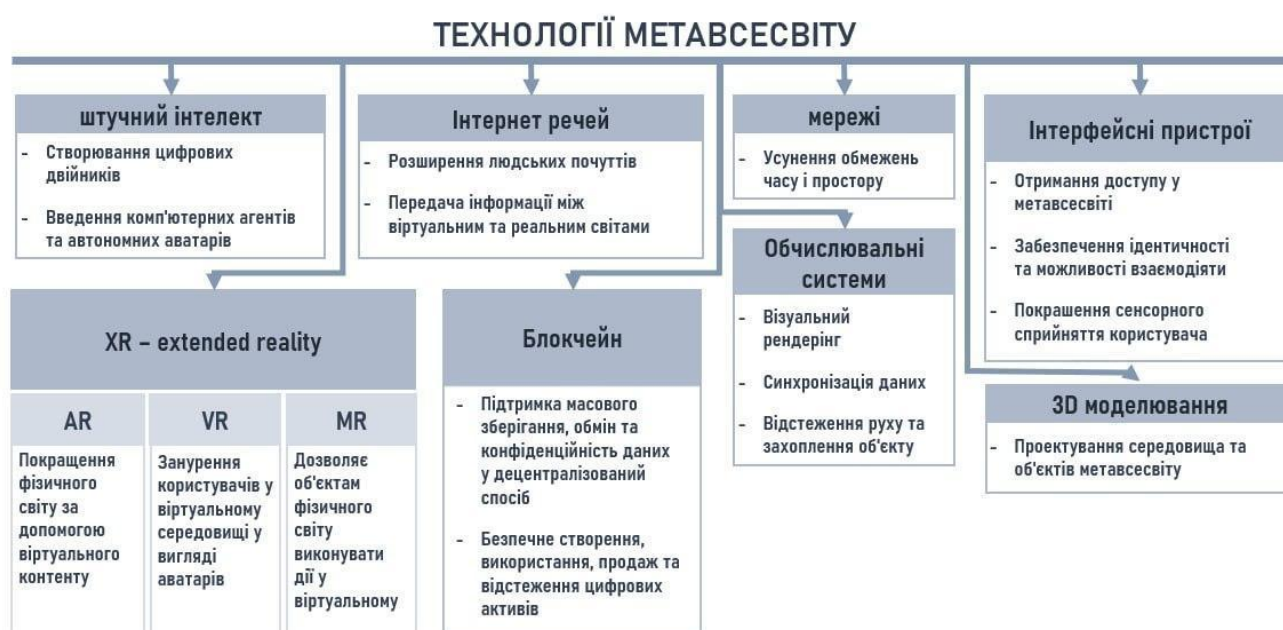 ТЕХНОЛОГІЇ МЕТАВСЕСВІТУ
штучний інтелект
- Створювання цифрових
двійників
- Введення комп'ютерних агентів
та автономних аватарів
Інтернет речей
- Розширення людських почуттів
- Передача інформації між
віртуальним та реальним світами
мережі
- Усунення обмежень
часу і простору
Інтерфейсні пристрої
- Отримання доступу у
метавсесвіті
- Забезпечення ідентичності
та можливості взаємодіяти
- Покрашення сенсорного
сприйняття користувача
XR – extended reality
AR
Покращення
фізичного
світу за
допомогою
віртуального
контенту
VR
Занурення
користувачів у
віртуальному
середовищі у
вигляді
аватарів
MR
Дозволяє
об'єктам
фізичного
світу
виконувати
дії у
віртуальному
Блокчейн
- Підтримка масового
зберігання, обмін та
конфіденційність даних
у децентралізований
спосіб
- Безпечне створення,
використання, продаж та
відстеження цифрових
активів
Обчислювальні
системи
- Візуальний
рендерінг
- Синхронізація даних
- Відстеження руху та
захоплення об'єкту
3D моделювання
- Проектування середовища та
об'єктів метавсесвіту